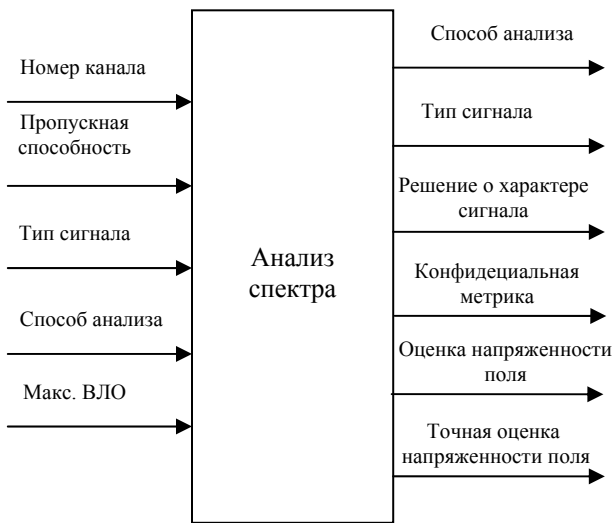 Номер канала
Пропускная
способность
Тип сигнала
Способ анализа
Макс. ВЛО
Анализ
спектра
Способ анализа
Тип сигнала
Решение о характере
сигнала
Конфидециальная
метрика
Оценка напряженности
поля
Точная оценка
напряженности поля